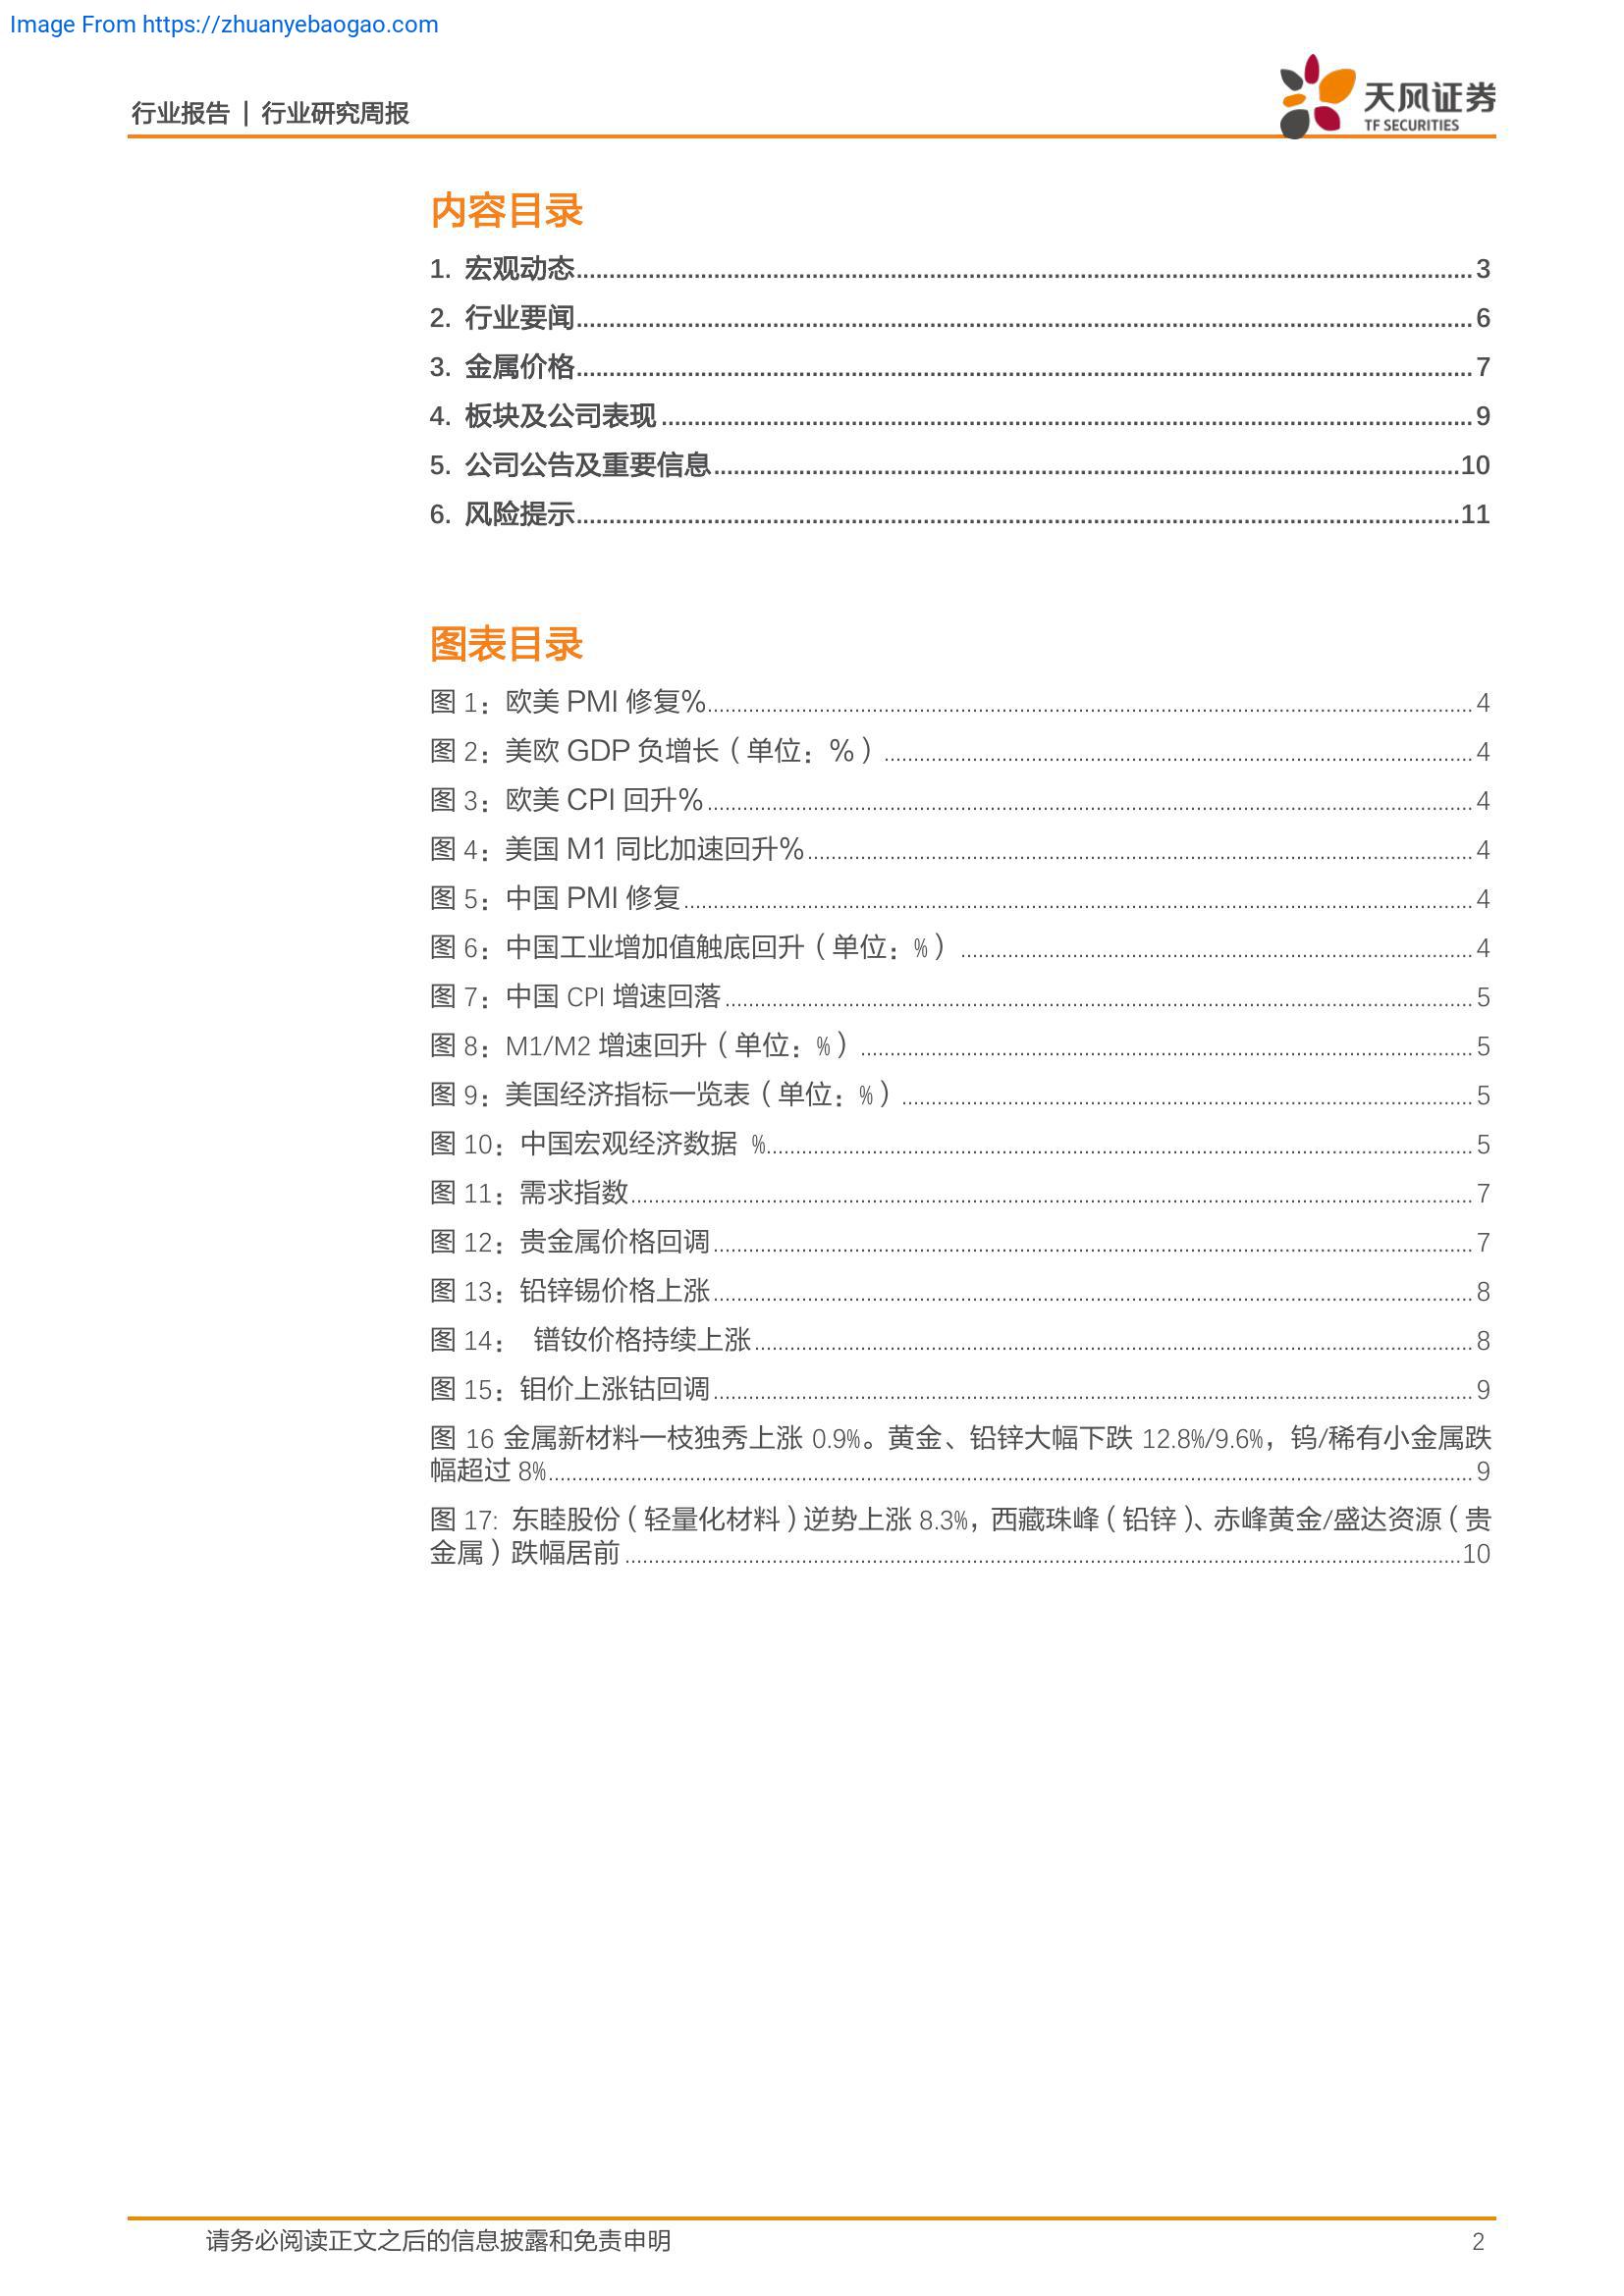 Image From https://zhuanyebaogao.com
行业报告 | 行业研究周报
天风证券
TF SECURITIES
内容目录
1. 宏观动态 3
2. 行业要闻 6
3. 金属价格 7
4. 板块及公司表现 9
5. 公司公告及重要信息 10
6. 风险提示 11
图表目录
图 1：欧美 PMI 修复% 4
图 2：美欧 GDP 负增长（单位：%） 4
图 3：欧美 CPI 回升% 4
图 4：美国 M1 同比加速回升% 4
图 5：中国 PMI 修复 4
图 6：中国工业增加值触底回升（单位：%） 4
图 7：中国 CPI 增速回落 5
图 8：M1/M2 增速回升（单位：%） 5
图 9：美国经济指标一览表（单位：%） 5
图 10：中国宏观经济数据 % 5
图 11：需求指数 7
图 12：贵金属价格回调 7
图 13：铅锌锡价格上涨 8
图 14： 镨钕价格持续上涨 8
图 15：钼价上涨钴回调 9
图 16 金属新材料一枝独秀上涨 0.9%。黄金、铅锌大幅下跌 12.8%/9.6%，钨/稀有小金属跌
幅超过 8% 9
图 17: 东睦股份（轻量化材料）逆势上涨 8.3%，西藏珠峰（铅锌）、赤峰黄金/盛达资源（贵
金属）跌幅居前 10
请务必阅读正文之后的信息披露和免责申明 2